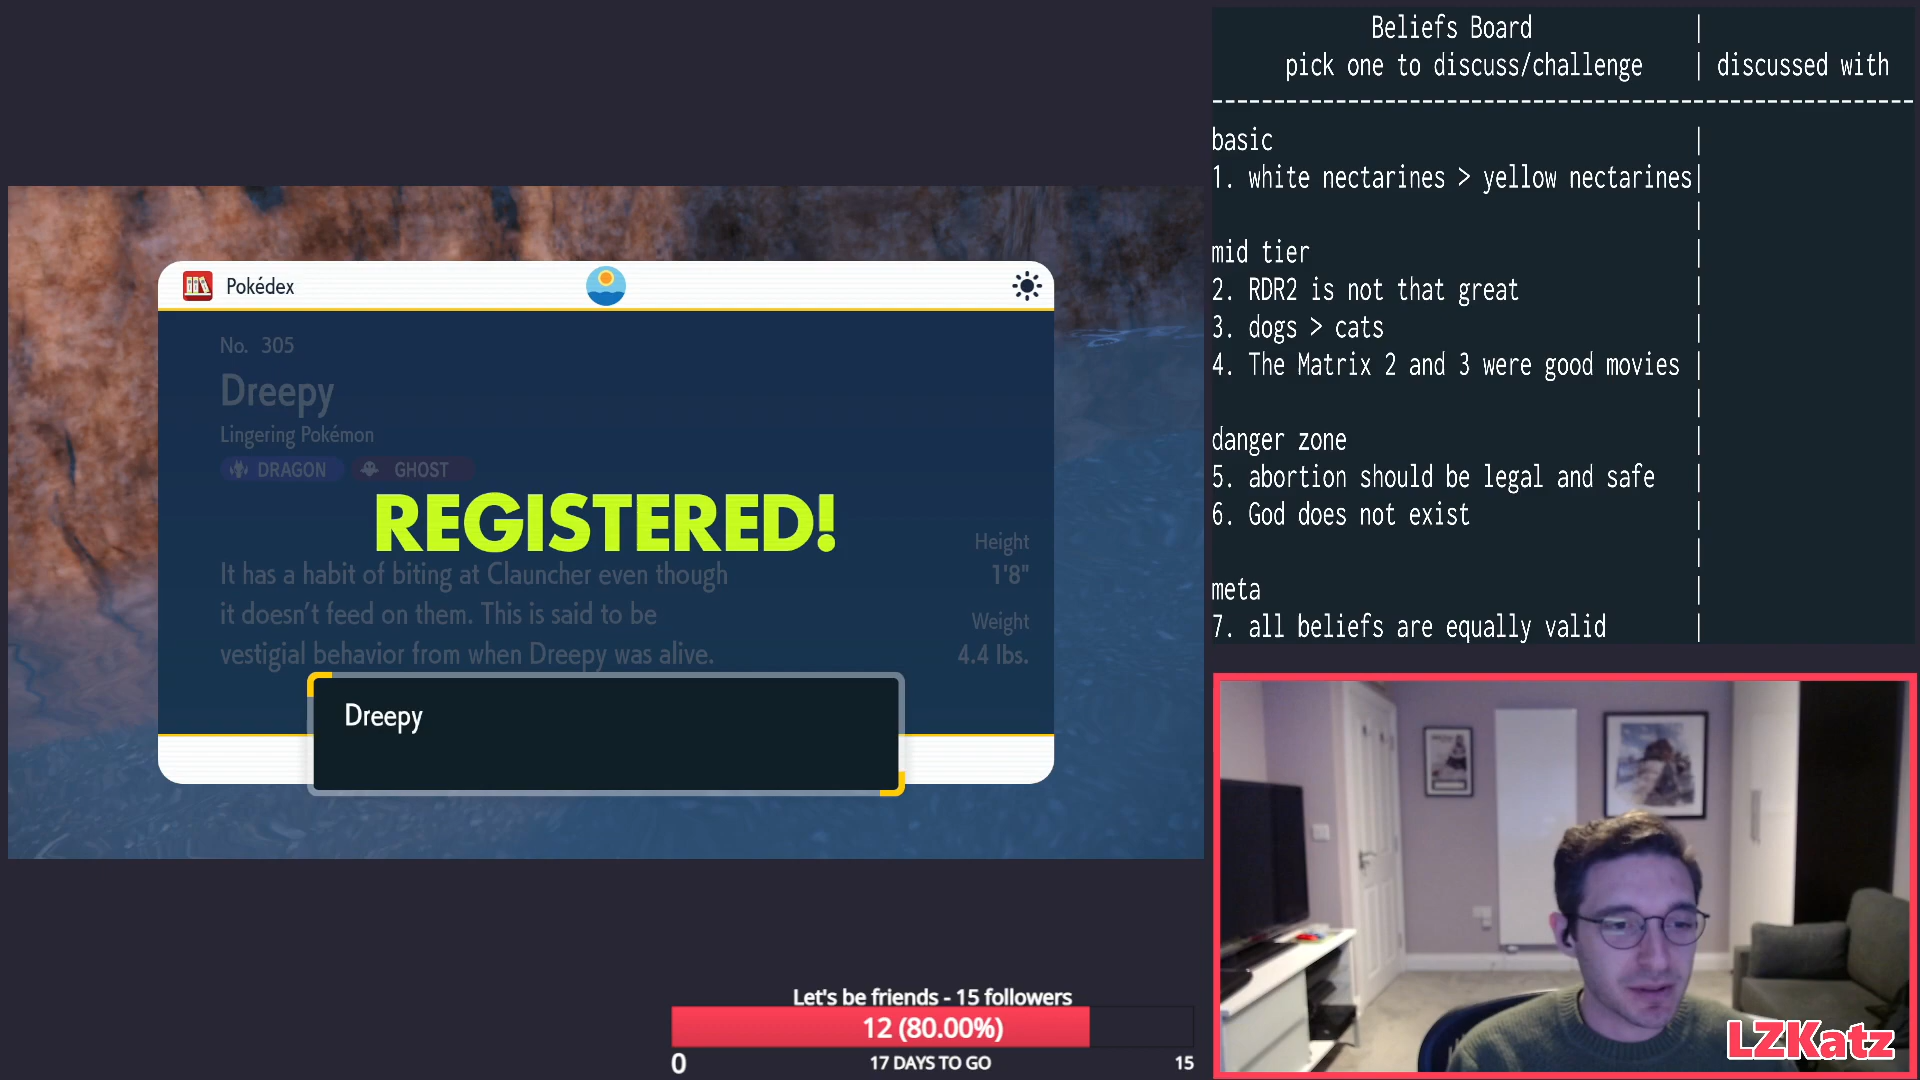 Beliefs Board
pick one to discuss/challenge | discussed with
basic
1. white nectarines > yellow nectarines
mid tier
2. RDR2 is not that great
3. dogs > cats
4. The Matrix 2 and 3 were good movies
danger zone
5. abortion should be legal and safe
6. God does not exist
meta
7. all beliefs are equally valid
Pokédex
No. 305
Dreepy
Lingering Pokémon
DRAGON GHOST
REGISTERED!
Height
1'8"
It has a habit of biting at Clauncher even though
it doesn't feed on them. This is said to be
vestigial behavior from when Dreepy was alive.
Weight
4.4 lbs.
Dreepy
Let's be friends - 15 followers
12 (80.00%)
0 17 DAYS TO GO 15
LZKatz